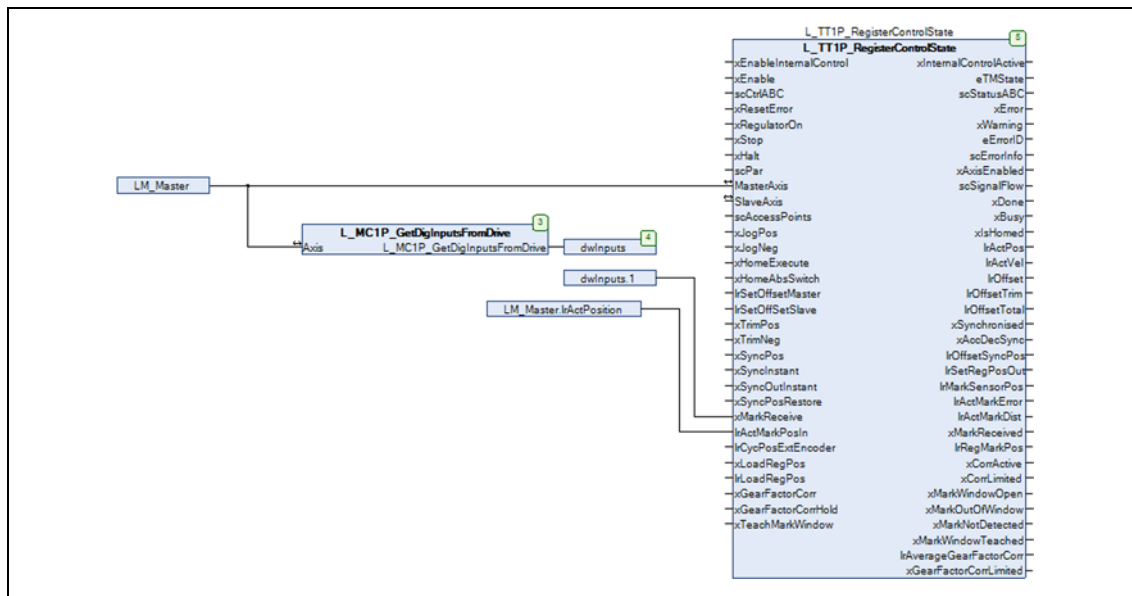 L_TT1P_RegisterControlState
5
L_TT1P_RegisterControlState
xEnableInternalControl xInternalControlActive
xEnable eTMState
scCtrlABC scStatusABC
xResetError xError
xRegulatorOn xWarning
xStop eErrorID
xHalt scErrorInfo
scPar xAxisEnabled
LM_Master MasterAxis scSignalFlow
SlaveAxis xDone
scAccessPoints xBusy
3
L_MC1P_GetDigInputsFromDrive
4
xJogPos xIsHomed
Axis L_MC1P_GetDigInputsFromDrive dwInputs
xJogNeg lrActPos
xHomeExecute lrActVel
dwInputs.1 xHomeAbsSwitch lrOffset
lrSetOffsetMaster lrOffsetTrim
LM_Master.lrActPosition lrSetOffSetSlave lrOffsetTotal
xTrimPos xSynchronised
xTrimNeg xAccDecSync
xSyncPos lrOffsetSyncPos
xSyncInstant lrSetRegPosOut
xSyncOutInstant lrMarkSensorPos
xSyncPosRestore lrActMarkError
xMarkReceive lrActMarkDist
lrActMarkPosIn xMarkReceived
lrCycPosExtEncoder lrRegMarkPos
xLoadRegPos xCorrActive
lrLoadRegPos xCorrLimited
xGearFactorCorr xMarkWindowOpen
xGearFactorCorrHold xMarkOutOfWindow
xTeachMarkWindow xMarkNotDetected
xMarkWindowTeached
lrAverageGearFactorCorr
xGearFactorCorrLimited